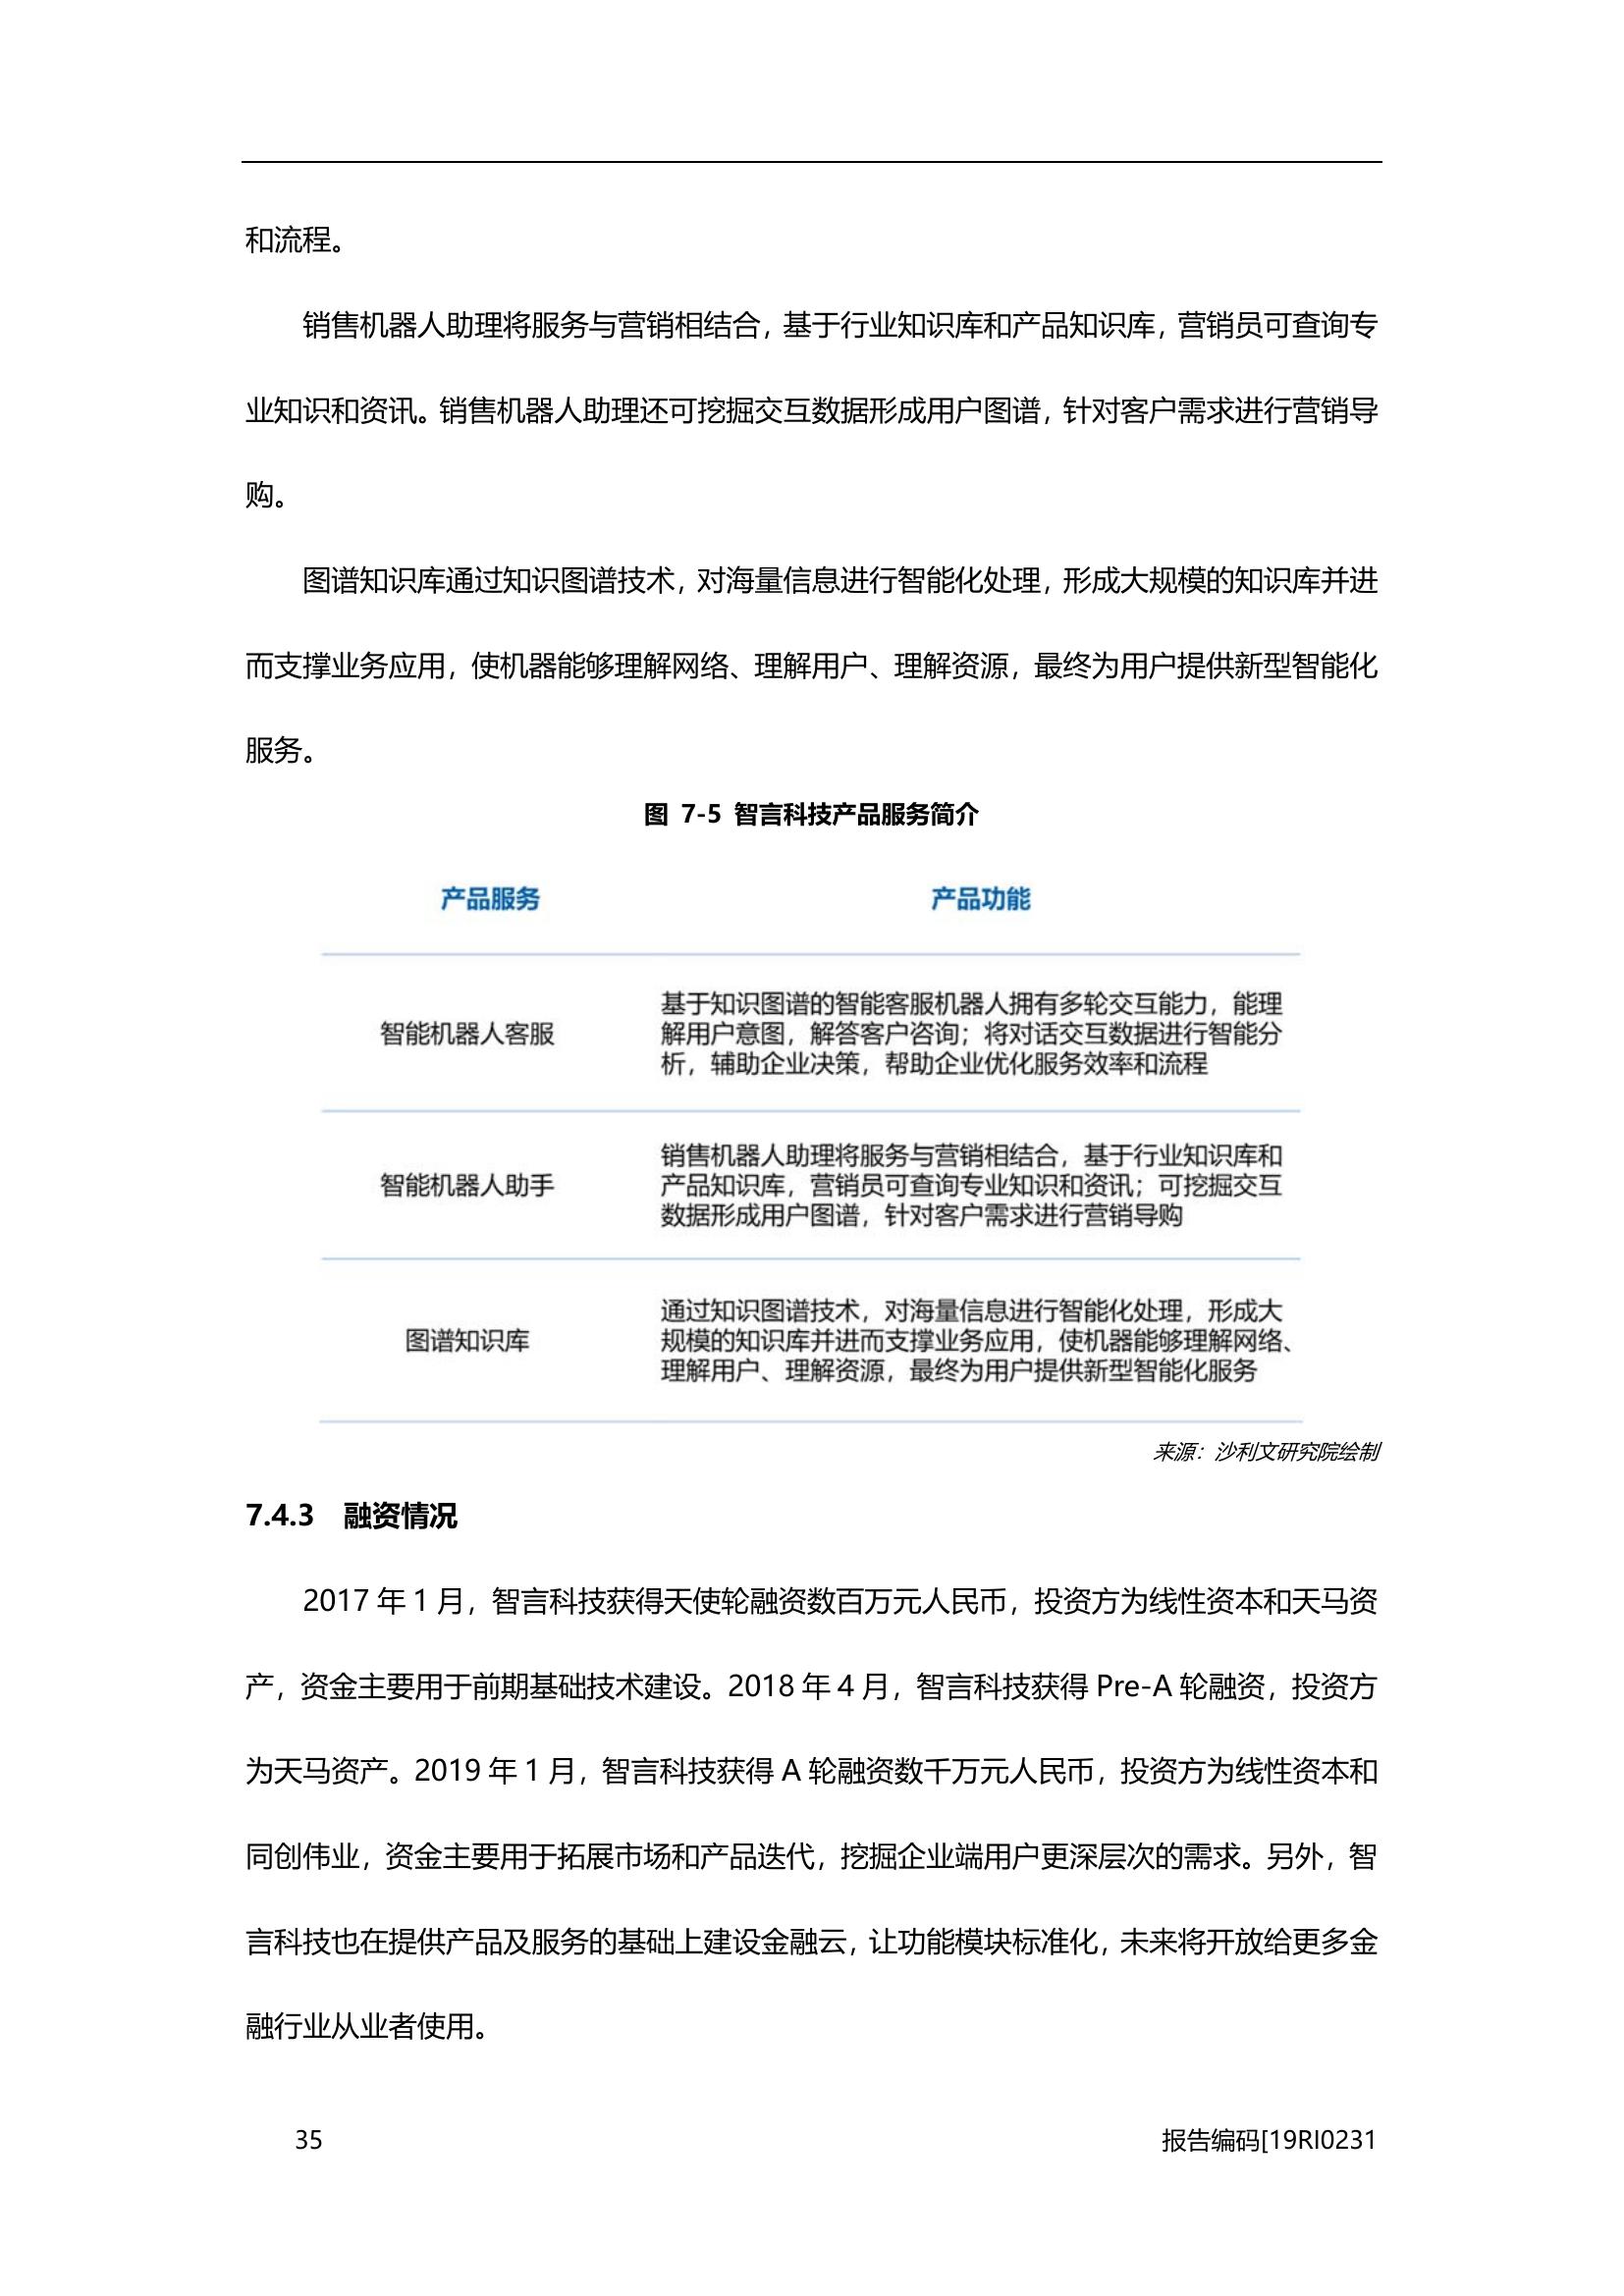 和流程。
销售机器人助理将服务与营销相结合，基于行业知识库和产品知识库，营销员可查询专
业知识和资讯。销售机器人助理还可挖掘交互数据形成用户图谱，针对客户需求进行营销导
购。
图谱知识库通过知识图谱技术，对海量信息进行智能化处理，形成大规模的知识库并进
而支撑业务应用，使机器能够理解网络、理解用户、理解资源，最终为用户提供新型智能化
服务。
图 7-5 智言科技产品服务简介
产品服务 产品功能
基于知识图谱的智能客服机器人拥有多轮交互能力，能理
智能机器人客服 解用户意图，解答客户咨询；将对话交互数据进行智能分
析，辅助企业决策，帮助企业优化服务效率和流程
销售机器人助理将服务与营销相结合，基于行业知识库和
智能机器人助手 产品知识库，营销员可查询专业知识和资讯；可挖掘交互
数据形成用户图谱，针对客户需求进行营销导购
通过知识图谱技术，对海量信息进行智能化处理，形成大
图谱知识库 规模的知识库并进而支撑业务应用，使机器能够理解网络、
理解用户、理解资源，最终为用户提供新型智能化服务
来源：沙利文研究院绘制
7.4.3 融资情况
2017 年 1 月，智言科技获得天使轮融资数百万元人民币，投资方为线性资本和天马资
产，资金主要用于前期基础技术建设。2018 年 4 月，智言科技获得 Pre-A 轮融资，投资方
为天马资产。2019 年 1 月，智言科技获得 A 轮融资数千万元人民币，投资方为线性资本和
同创伟业，资金主要用于拓展市场和产品迭代，挖掘企业端用户更深层次的需求。另外，智
言科技也在提供产品及服务的基础上建设金融云，让功能模块标准化，未来将开放给更多金
融行业从业者使用。
35 报告编码[19RI0231